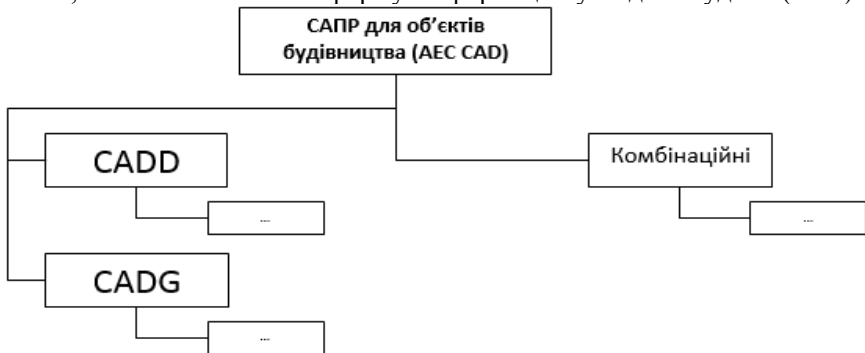 САПР для об’єктів
будівництва (AEC CAD)
CADD
Комбінаційні
...
...
CADG
...